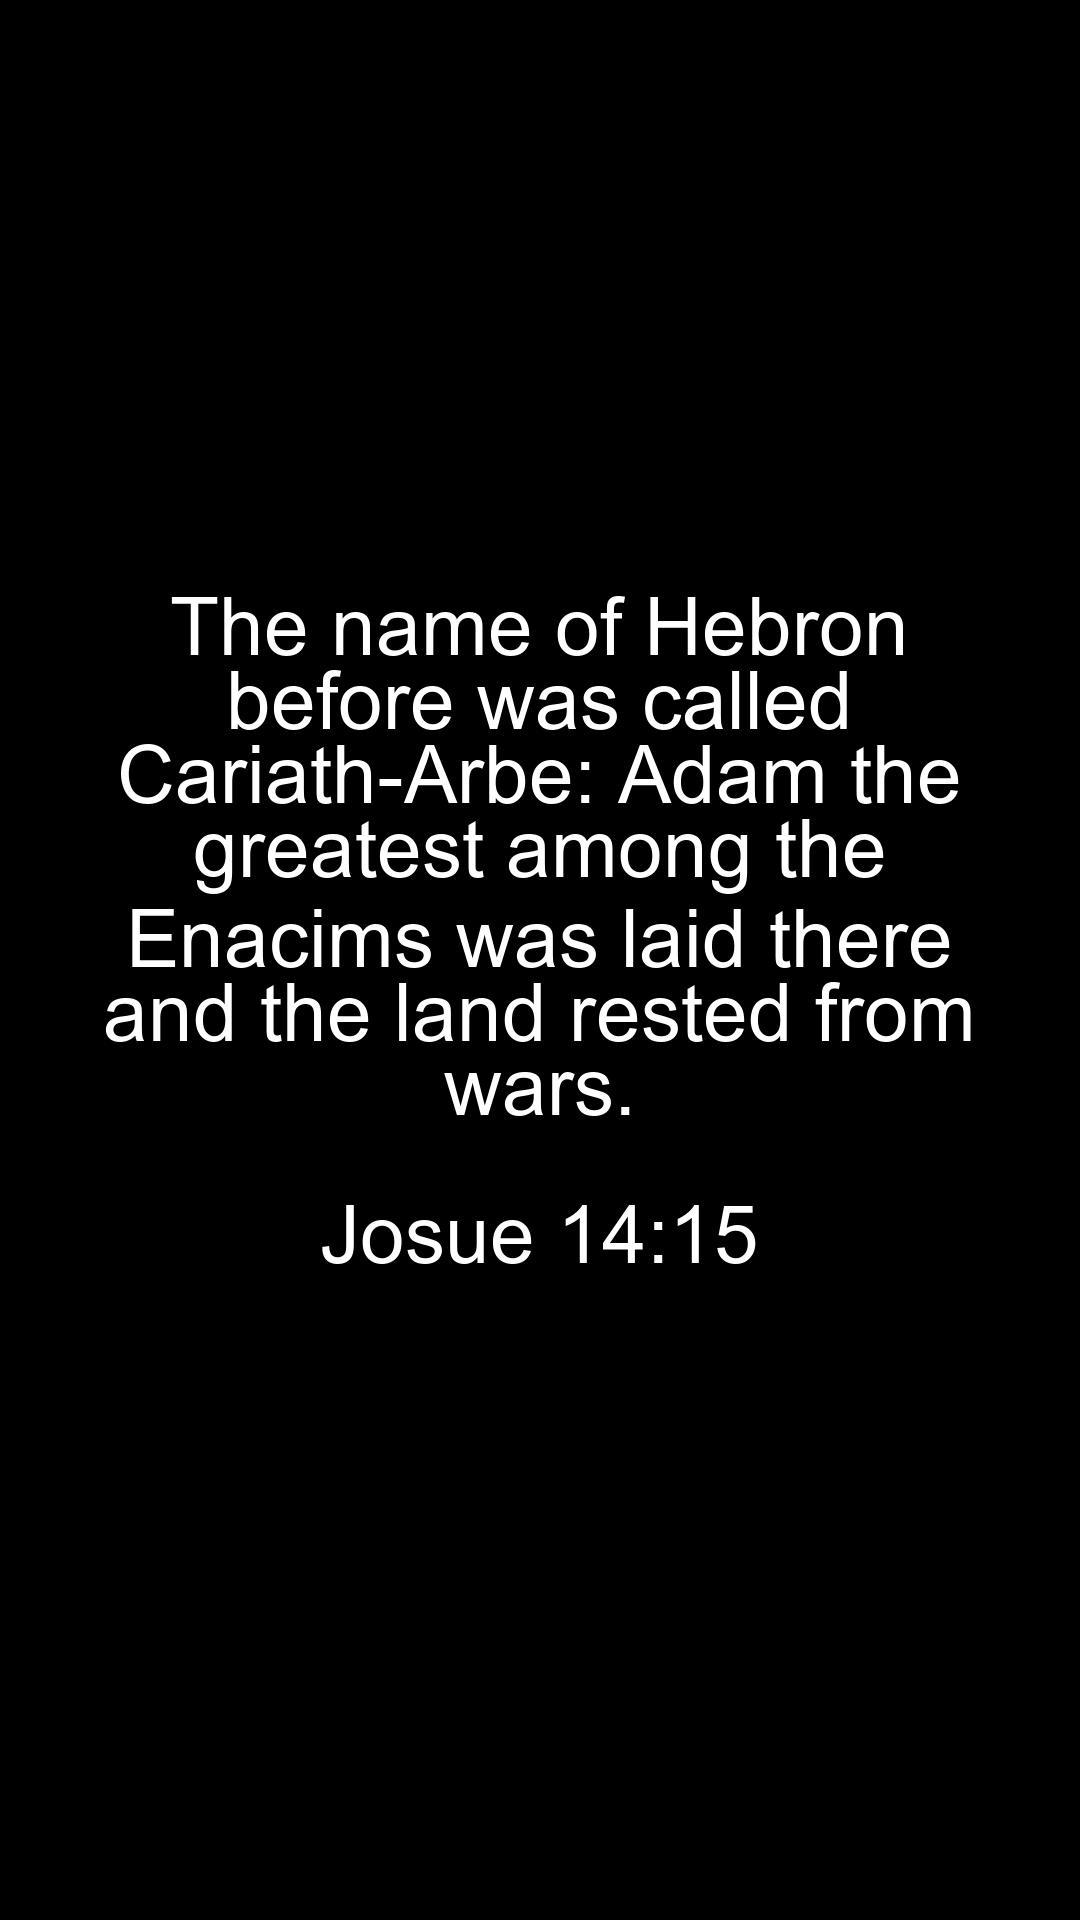 The name of Hebron
before was called
Cariath-Arbe: Adam the
greatest among the
Enacims was laid there
and the land rested from
wars.
Josue 14:15